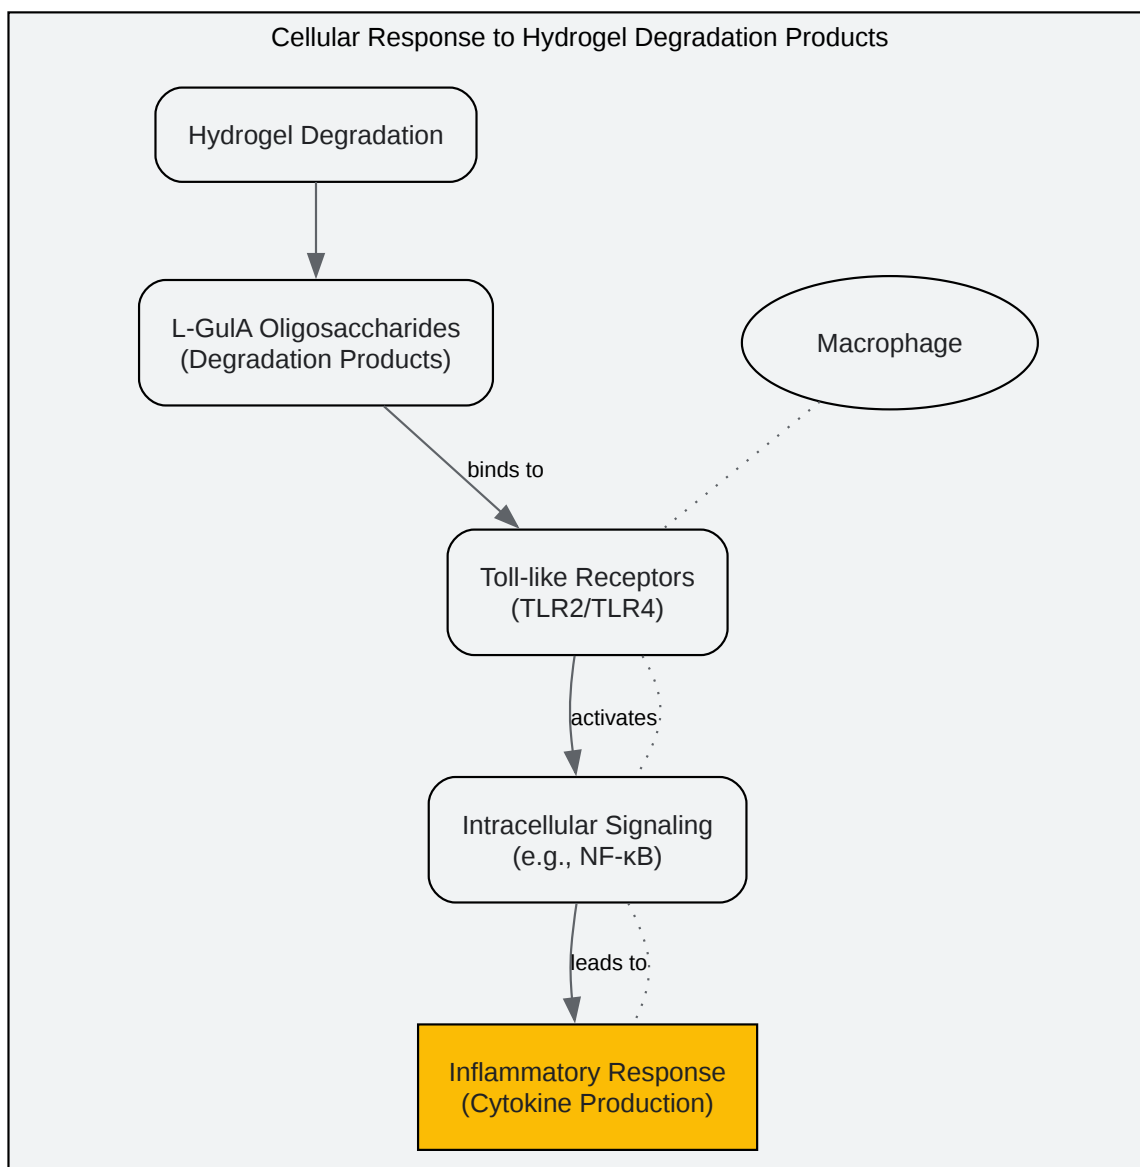 Cellular Response to Hydrogel Degradation Products
Hydrogel Degradation
L-GulA Oligosaccharides
(Degradation Products)
Macrophage
binds to
Toll-like Receptors
(TLR2/TLR4)
activates
Intracellular Signaling
(e.g., NF-κB)
leads to
Inflammatory Response
(Cytokine Production)